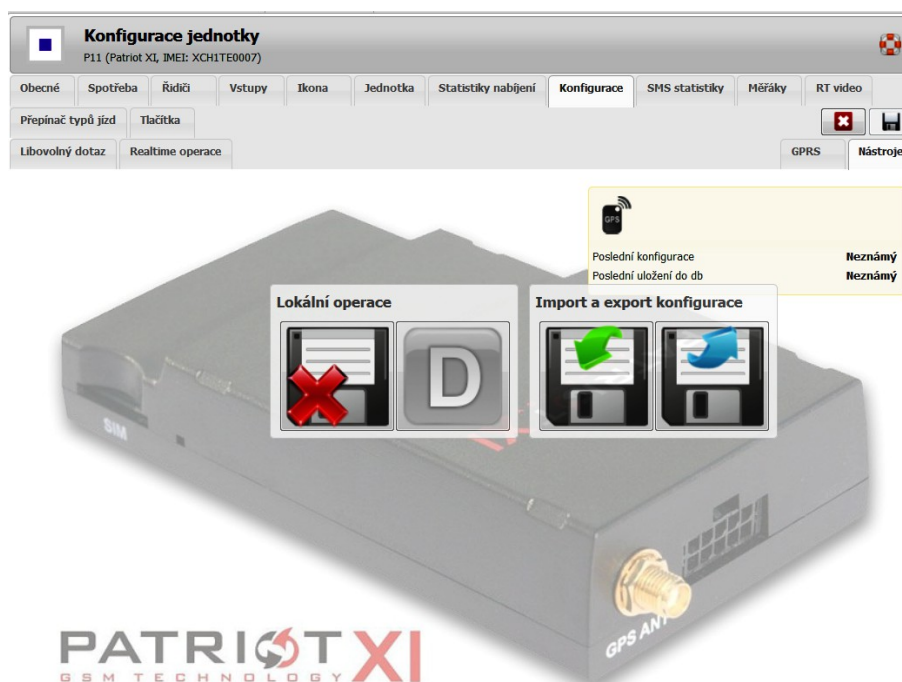 Konfigurace jednotky
P11 (Patriot XI, IMEI: XCH1TE0007)
Obecné Spotřeba Řidiči Vstupy Ikona Jednotka Statistiky nabíjení Konfigurace SMS statistiky Měřáky RT video
Přepínač typů jízd Tlačítka
Libovolný dotaz Realtime operace GPRS Nástroje
GPS
Poslední konfigurace Neznámý
Poslední uložení do db Neznámý
Lokální operace Import a export konfigurace
D
SIM
GPS ANT
PATRIOT XI
GSM TECHNOLOGY